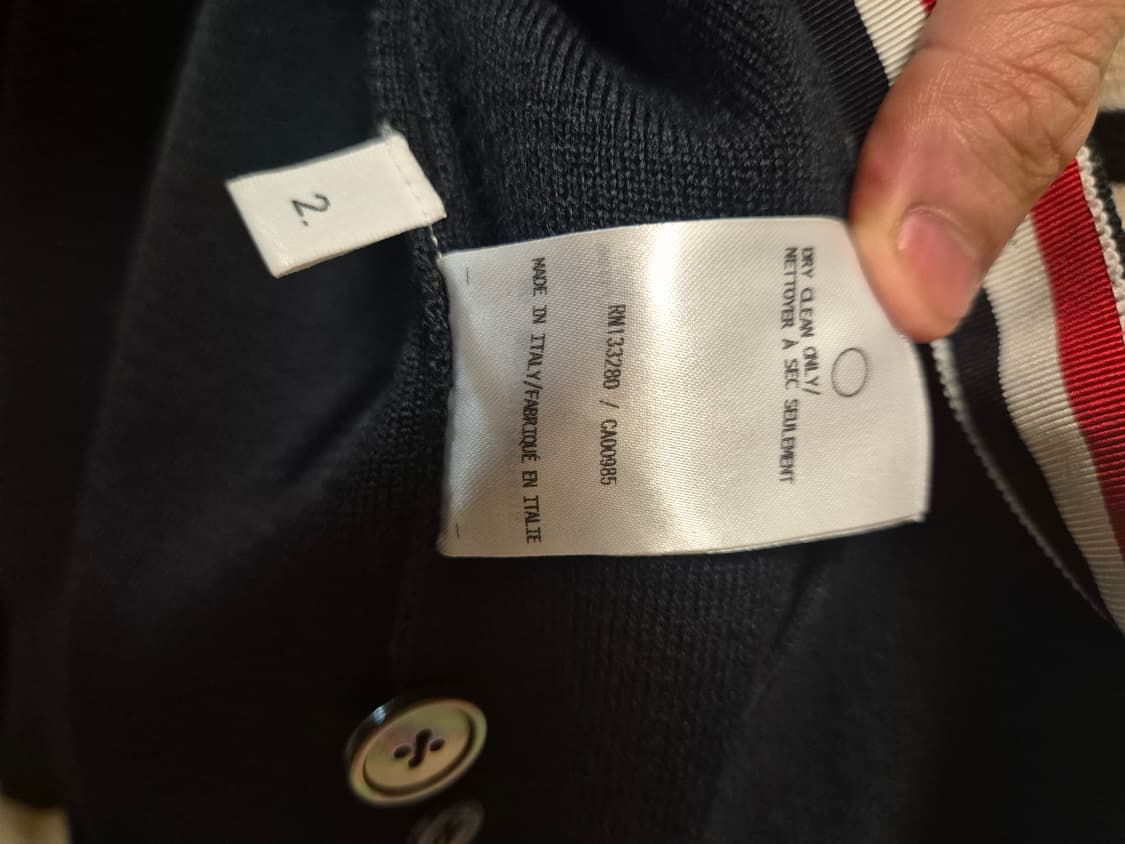 2.
MADE IN ITALY/FABRIQUÉ EN ITALIE
RN133280 / CA00985
DRY CLEAN ONLY/
NETTOYER À SEC SEULEMENT